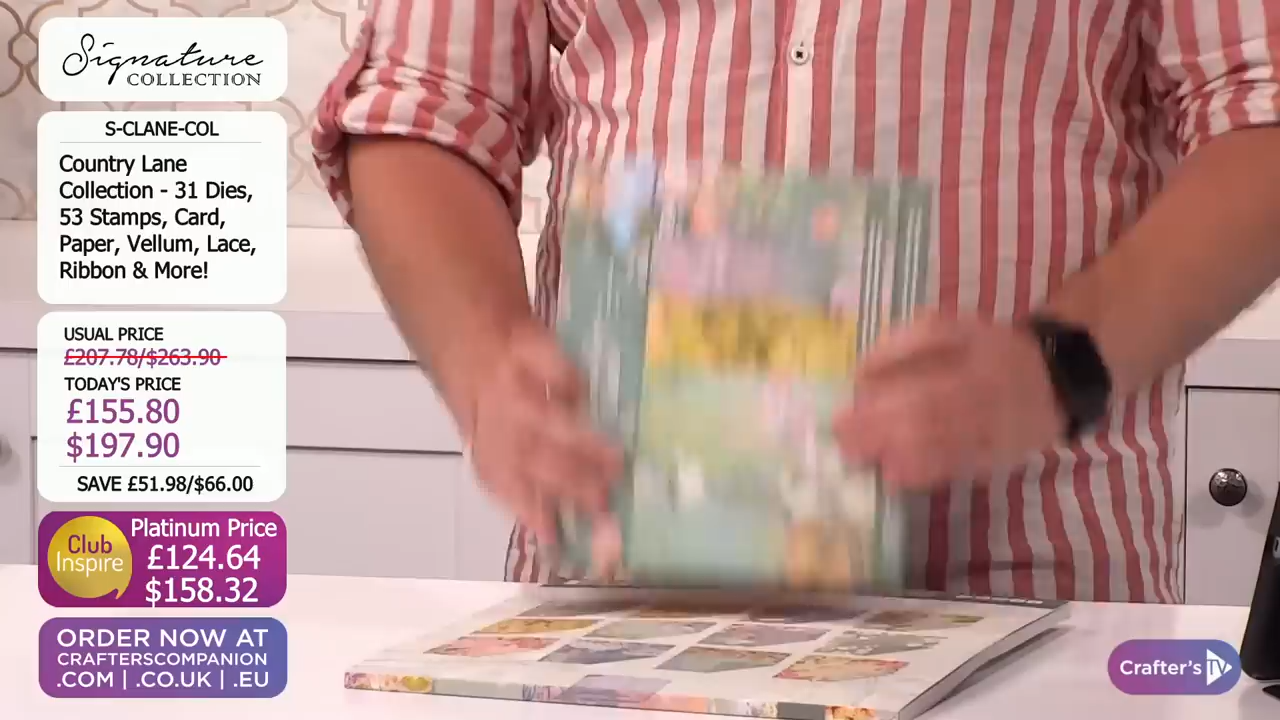 Signature
COLLECTION
S-CLANE-COL
Country Lane
Collection - 31 Dies,
53 Stamps, Card,
Paper, Vellum, Lace,
Ribbon & More!
USUAL PRICE
£207.78/$263.90
TODAY'S PRICE
£155.80
$197.90
SAVE £51.98/$66.00
Club
Inspire
Platinum Price
£124.64
$158.32
ORDER NOW AT
CRAFTERSCOMPANION
.COM | .CO.UK | .EU
Crafter's TV